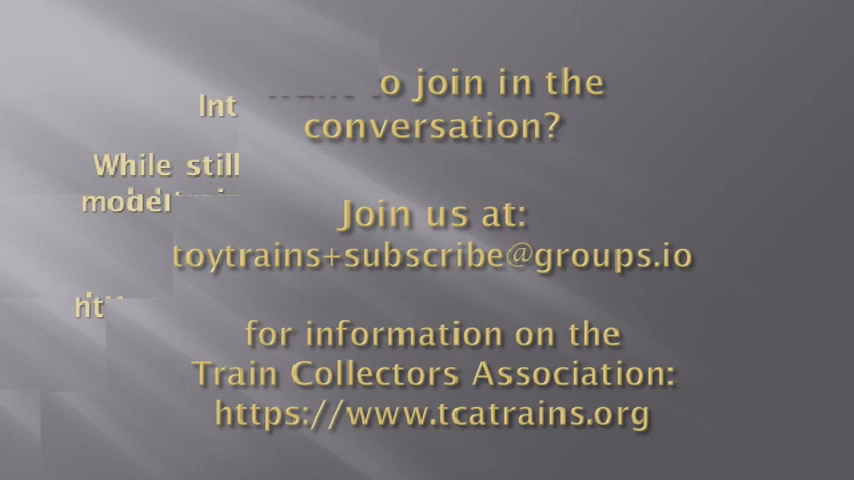 Int
o join in the
conversation?
While still
model
Join us at:
toytrains+subscribe@groups.io
for information on the
Train Collectors Association:
https://www.tcatrains.org